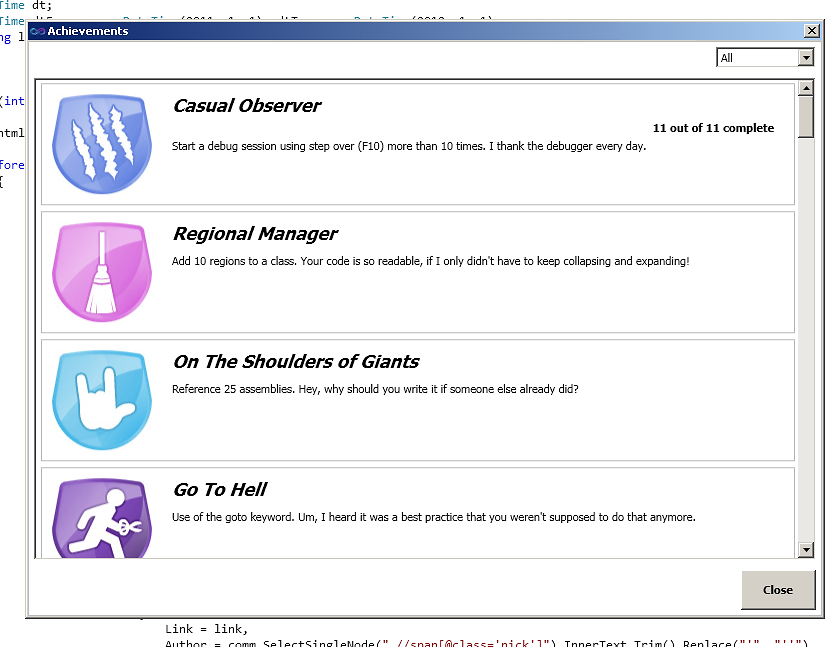 Time dt;
Achievements
ng l
All
(int
html
fore
{
Casual Observer
11 out of 11 complete
Start a debug session using step over (F10) more than 10 times. I thank the debugger every day.
Regional Manager
Add 10 regions to a class. Your code is so readable, if I only didn't have to keep collapsing and expanding!
On The Shoulders of Giants
Reference 25 assemblies. Hey, why should you write it if someone else already did?
Go To Hell
Use of the goto keyword. Um, I heard it was a best practice that you weren't supposed to do that anymore.
Close
Link = link,
Author = comm.SelectSingleNode(".//span[@class='nick']").InnerText.Trim().Replace("'", "''")